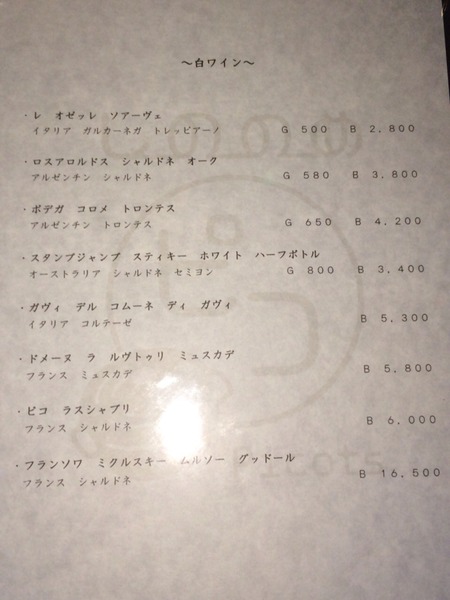 ～白ワイン～
・レ オゼッレ ソアーヴェ
イタリア ガルカーネガ トレッビアーノ G 500 B 2,800
・ロスアロルドス シャルドネ オーク
アルゼンチン シャルドネ G 580 B 3,800
・ボデガ コロメ トロンテス
アルゼンチン トロンテス G 650 B 4,200
・スタンプジャンプ スティキー ホワイト ハーフボトル
オーストラリア シャルドネ セミヨン G 800 B 3,400
・ガヴィ デル コムーネ ディ ガヴィ
イタリア コルテーゼ B 5,300
・ドメーヌ ラ ルヴトゥリ ミュスカデ
フランス ミュスカデ B 5,800
・ピコ ラスシャブリ
フランス シャルドネ B 6,000
・フランソワ ミクルスキー ムルソー グッドール
フランス シャルドネ B 16,500